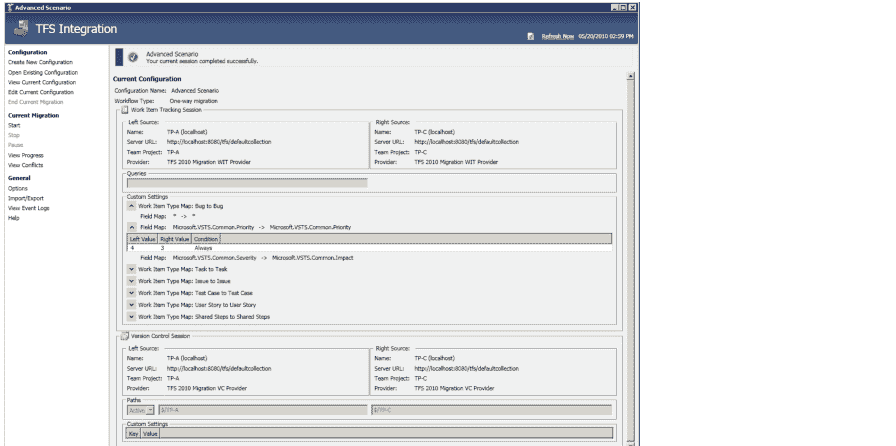 Advanced Scenario
TFS Integration
Refresh Now 05/20/2010 02:59 PM
Configuration
Create New Configuration
Open Existing Configuration
View Current Configuration
Edit Current Configuration
End Current Migration
Current Migration
Start
Stop
Pause
View Progress
View Conflicts
General
Options
Import/Export
View Event Logs
Help
Advanced Scenario
Your current session completed successfully.
Current Configuration
Configuration Name: Advanced Scenario
Workflow Type: One-way migration
Work Item Tracking Session
Left Source:
Name: TP-A (localhost)
Server URL: http://localhost:8080/tfs/defaultcollection
Team Project: TP-A
Provider: TFS 2010 Migration WIT Provider
Right Source:
Name: TP-C (localhost)
Server URL: http://localhost:8080/tfs/defaultcollection
Team Project: TP-C
Provider: TFS 2010 Migration WIT Provider
Queries
Custom Settings
Work Item Type Map: Bug to Bug
Field Map: * -> *
Field Map: Microsoft.VSTS.Common.Priority -> Microsoft.VSTS.Common.Priority
Left Value Right Value Condition
4 3 Always
Field Map: Microsoft.VSTS.Common.Severity -> Microsoft.VSTS.Common.Impact
Work Item Type Map: Task to Task
Work Item Type Map: Issue to Issue
Work Item Type Map: Test Case to Test Case
Work Item Type Map: User Story to User Story
Work Item Type Map: Shared Steps to Shared Steps
Version Control Session
Left Source:
Name: TP-A (localhost)
Server URL: http://localhost:8080/tfs/defaultcollection
Team Project: TP-A
Provider: TFS 2010 Migration VC Provider
Right Source:
Name: TP-C (localhost)
Server URL: http://localhost:8080/tfs/defaultcollection
Team Project: TP-C
Provider: TFS 2010 Migration VC Provider
Paths
Active $/TP-A $/TP-C
Custom Settings
Key Value